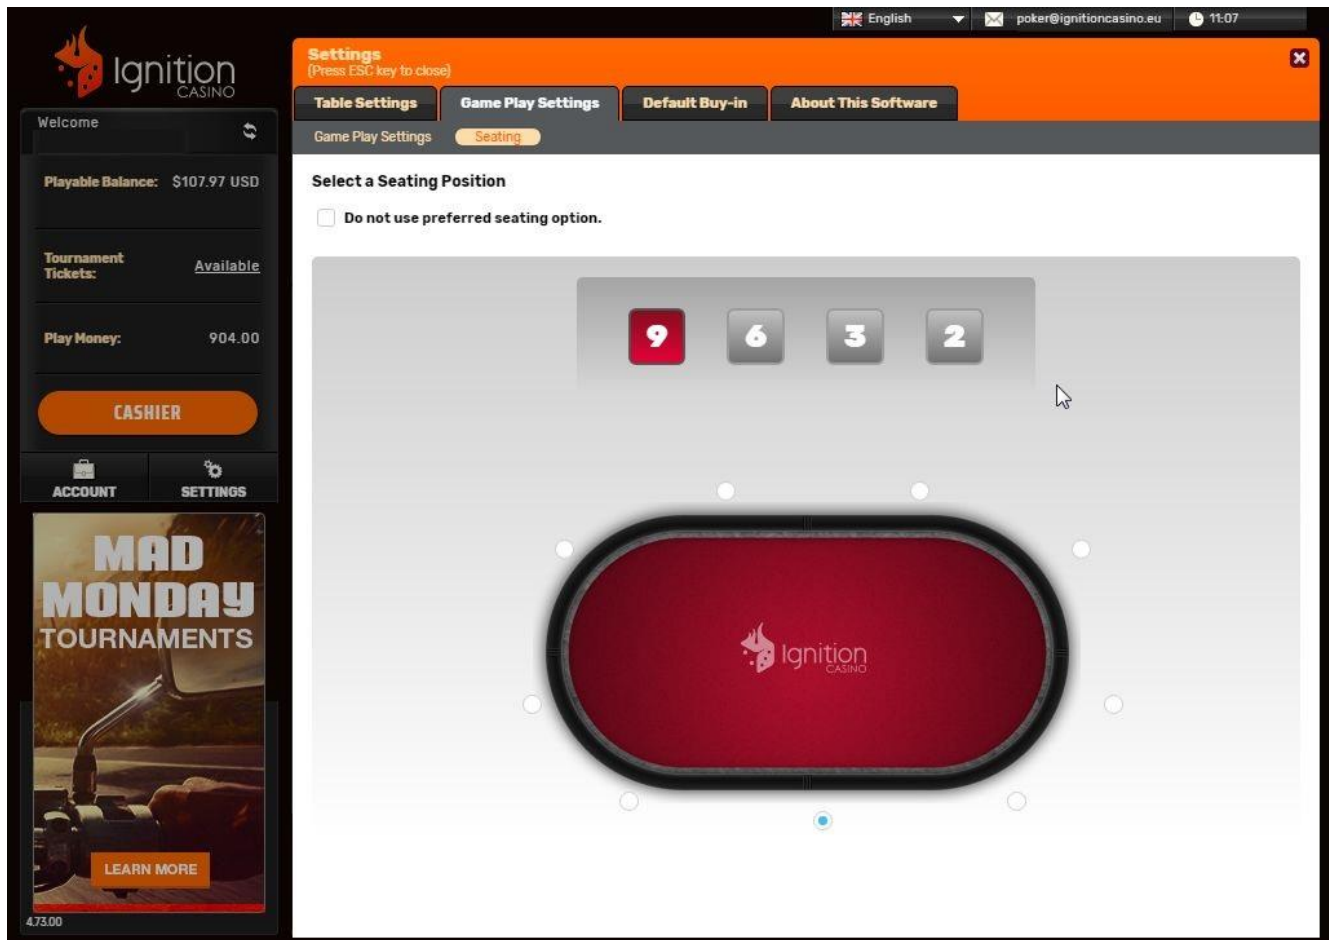 English
poker@ignitioncasino.eu
11:07
Ignition
CASINO
Settings
(Press ESC key to close)
Table Settings
Game Play Settings
Default Buy-in
About This Software
Game Play Settings
Seating
Welcome
Playable Balance: $107.97 USD
Tournament
Tickets:
Available
Play Money: 904.00
CASHIER
ACCOUNT
SETTINGS
MAD
MONDAY
TOURNAMENTS
LEARN MORE
4.73.00
Select a Seating Position
Do not use preferred seating option.
9 6 3 2
Ignition
CASINO